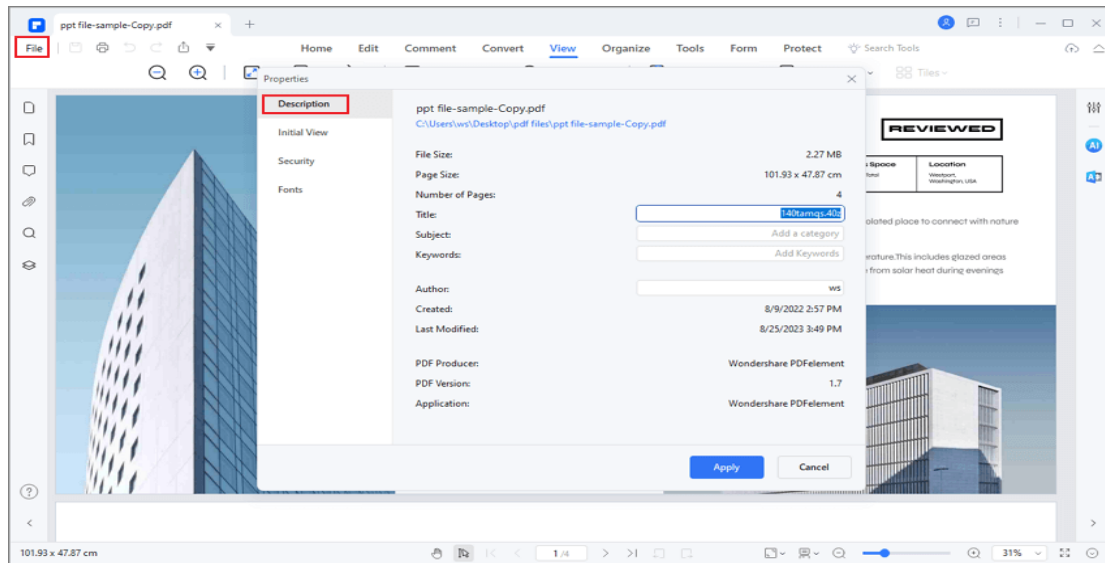 ppt file-sample-Copy.pdf
File Home Edit Comment Convert View Organize Tools Form Protect Search Tools
Tiles
Properties
Description
Initial View
Security
Fonts
ppt file-sample-Copy.pdf
C:\Users\ws\Desktop\pdf files\ppt file-sample-Copy.pdf
File Size: 2.27 MB
Page Size: 101.93 x 47.87 cm
Number of Pages: 4
Title: 140tamqs.40z
Subject: Add a category
Keywords: Add Keywords
Author: ws
Created: 8/9/2022 2:57 PM
Last Modified: 8/25/2023 3:49 PM
PDF Producer: Wondershare PDFelement
PDF Version: 1.7
Application: Wondershare PDFelement
Apply Cancel
REVIEWED
Space Location
Westport,
Washington, USA
place to connect with nature
This includes glazed areas
from solar heat during evenings
AI
101.93 x 47.87 cm 1/4 31%